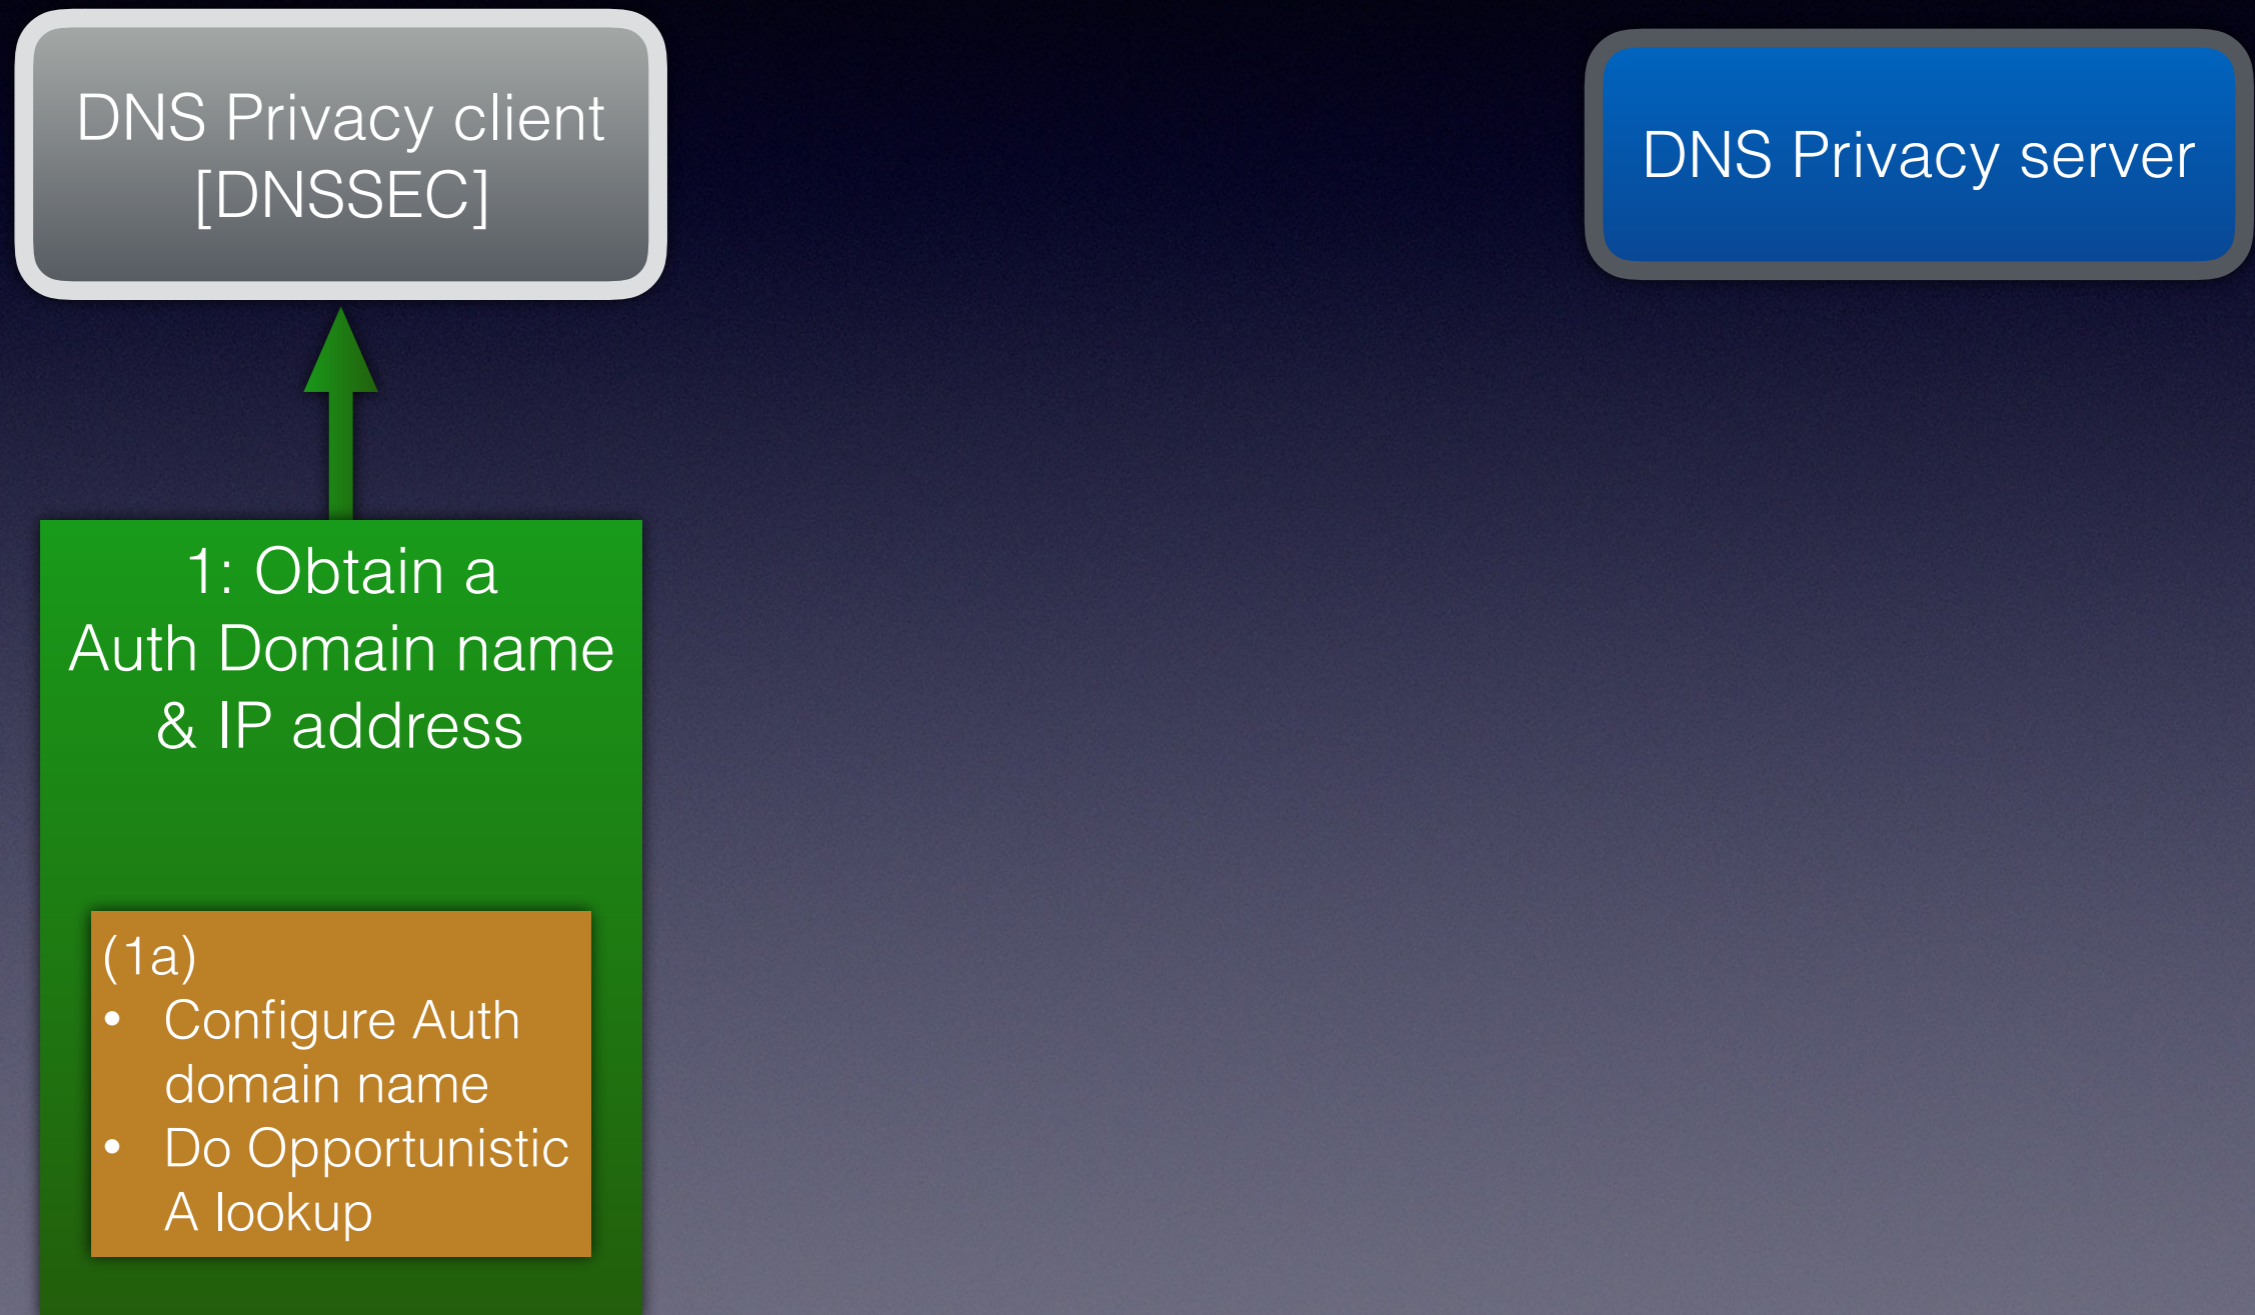 DNS Privacy client
[DNSSEC]
DNS Privacy server
1: Obtain a
Auth Domain name
& IP address
(1a)
• Configure Auth
domain name
• Do Opportunistic
A lookup